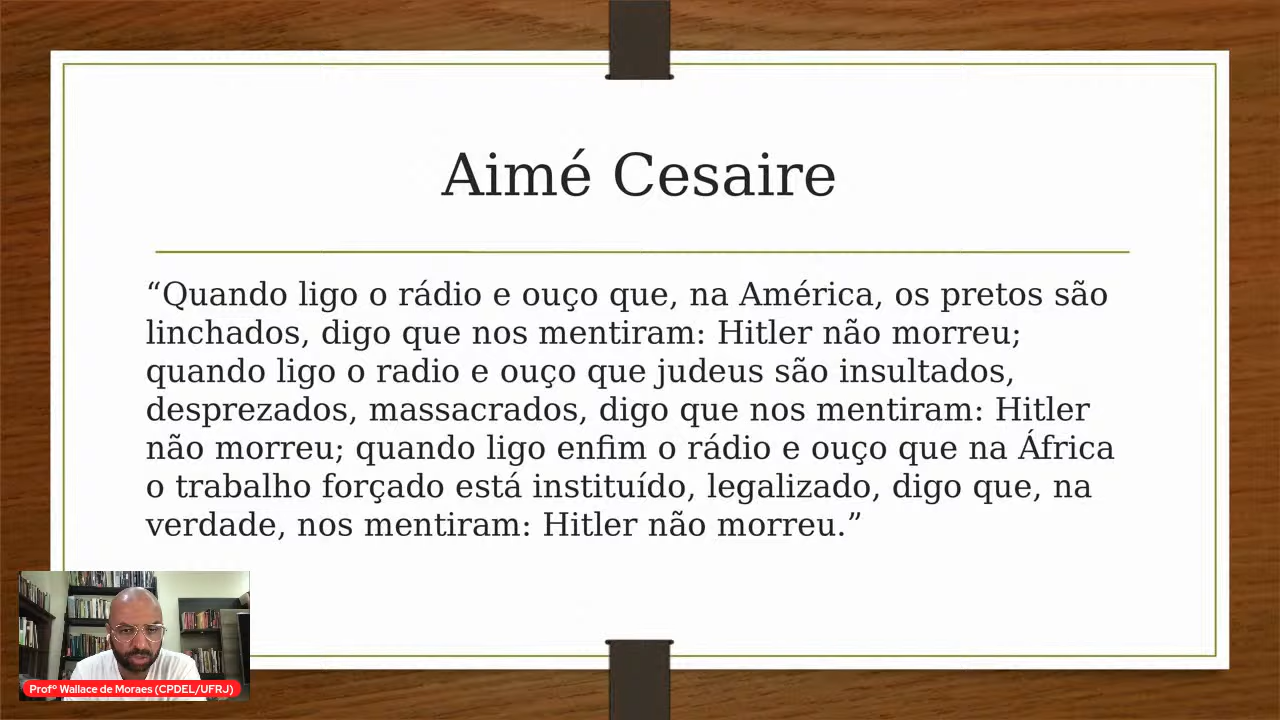 Aimé Cesaire
“Quando ligo o rádio e ouço que, na América, os pretos são
linchados, digo que nos mentiram: Hitler não morreu;
quando ligo o radio e ouço que judeus são insultados,
desprezados, massacrados, digo que nos mentiram: Hitler
não morreu; quando ligo enfim o rádio e ouço que na África
o trabalho forçado está instituído, legalizado, digo que, na
verdade, nos mentiram: Hitler não morreu.”
Profº Wallace de Moraes (CPDEL/UFRJ)